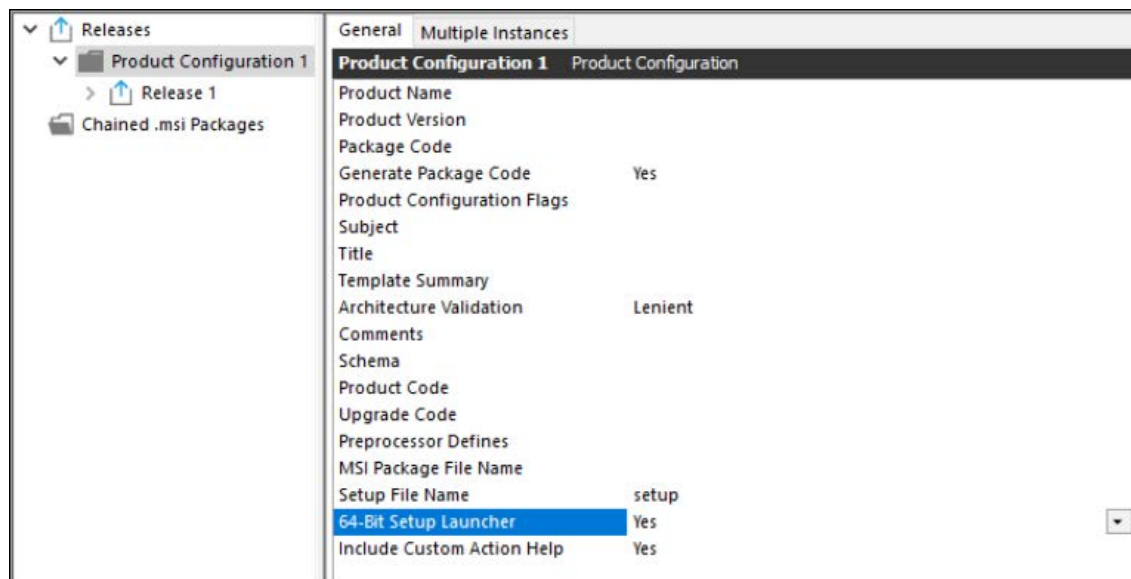 Releases
Product Configuration 1
Release 1
Chained .msi Packages
General Multiple Instances
Product Configuration 1 Product Configuration
Product Name
Product Version
Package Code
Generate Package Code Yes
Product Configuration Flags
Subject
Title
Template Summary
Architecture Validation Lenient
Comments
Schema
Product Code
Upgrade Code
Preprocessor Defines
MSI Package File Name
Setup File Name setup
64-Bit Setup Launcher Yes
Include Custom Action Help Yes